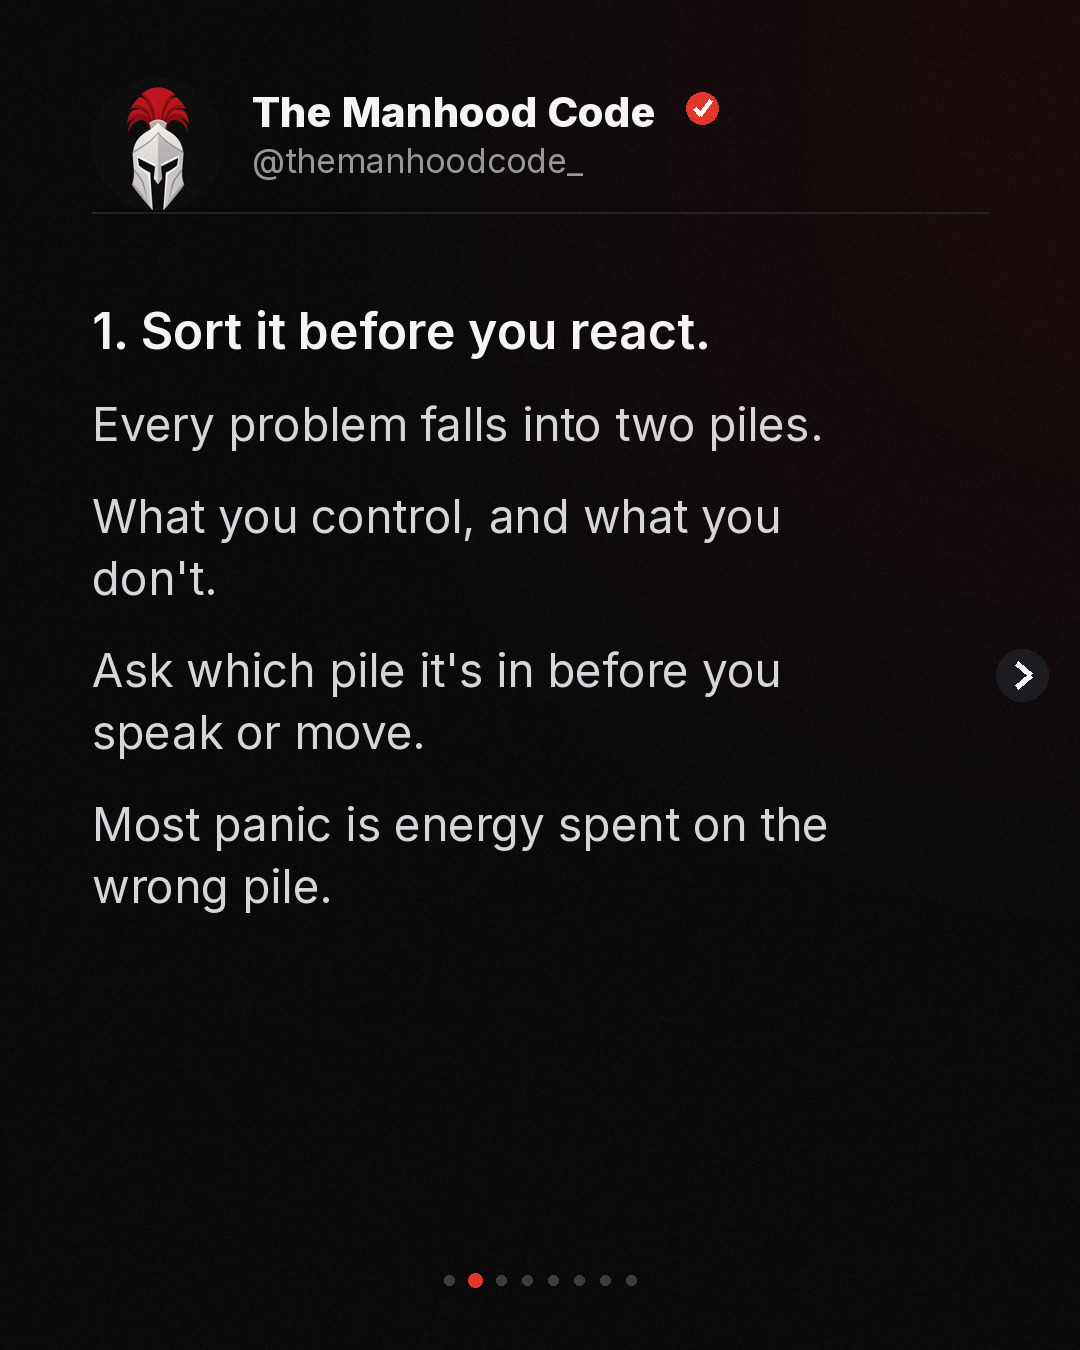 The Manhood Code
@themanhoodcode_
1. Sort it before you react.
Every problem falls into two piles.
What you control, and what you
don't.
Ask which pile it's in before you
speak or move.
Most panic is energy spent on the
wrong pile.